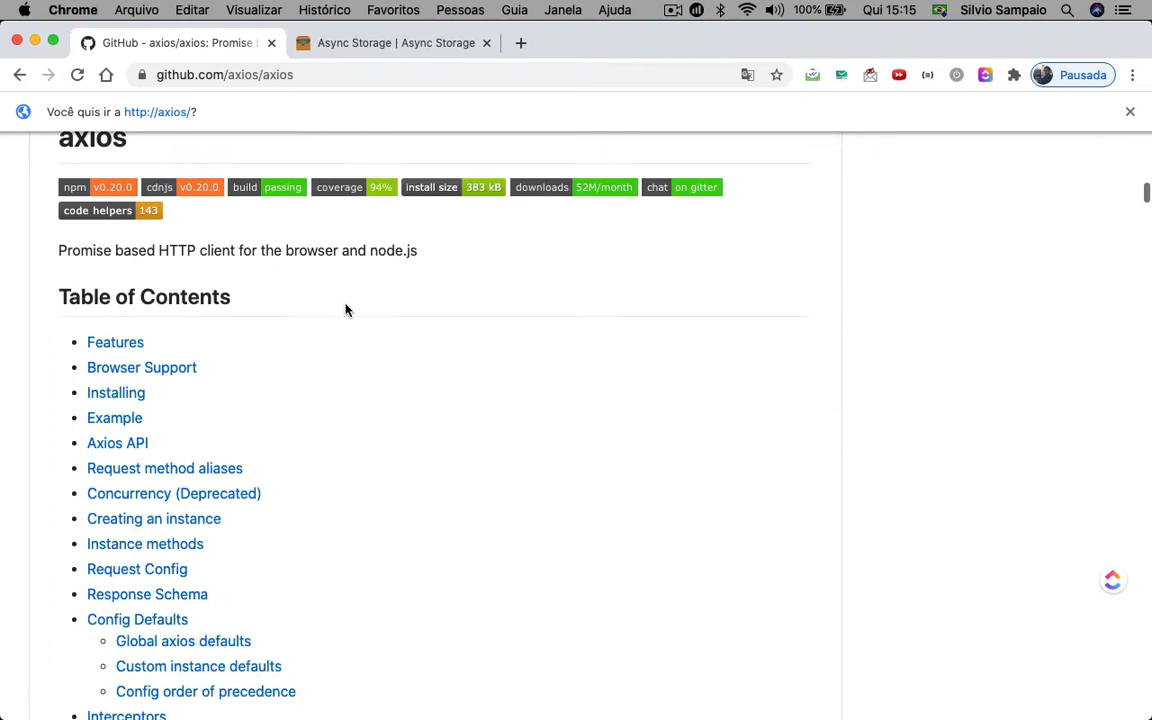 Chrome Arquivo Editar Visualizar Histórico Favoritos Pessoas Guia Janela Ajuda 100% Qui 15:15 Silvio Sampaio
GitHub - axios/axios: Promise b Async Storage | Async Storage
github.com/axios/axios Pausada
Você quis ir a http://axios/?
axios
npm v0.20.0 cdnjs v0.20.0 build passing coverage 94% install size 383 kB downloads 52M/month chat on gitter
code helpers 143
Promise based HTTP client for the browser and node.js
Table of Contents
Features
Browser Support
Installing
Example
Axios API
Request method aliases
Concurrency (Deprecated)
Creating an instance
Instance methods
Request Config
Response Schema
Config Defaults
Global axios defaults
Custom instance defaults
Config order of precedence
Interceptors